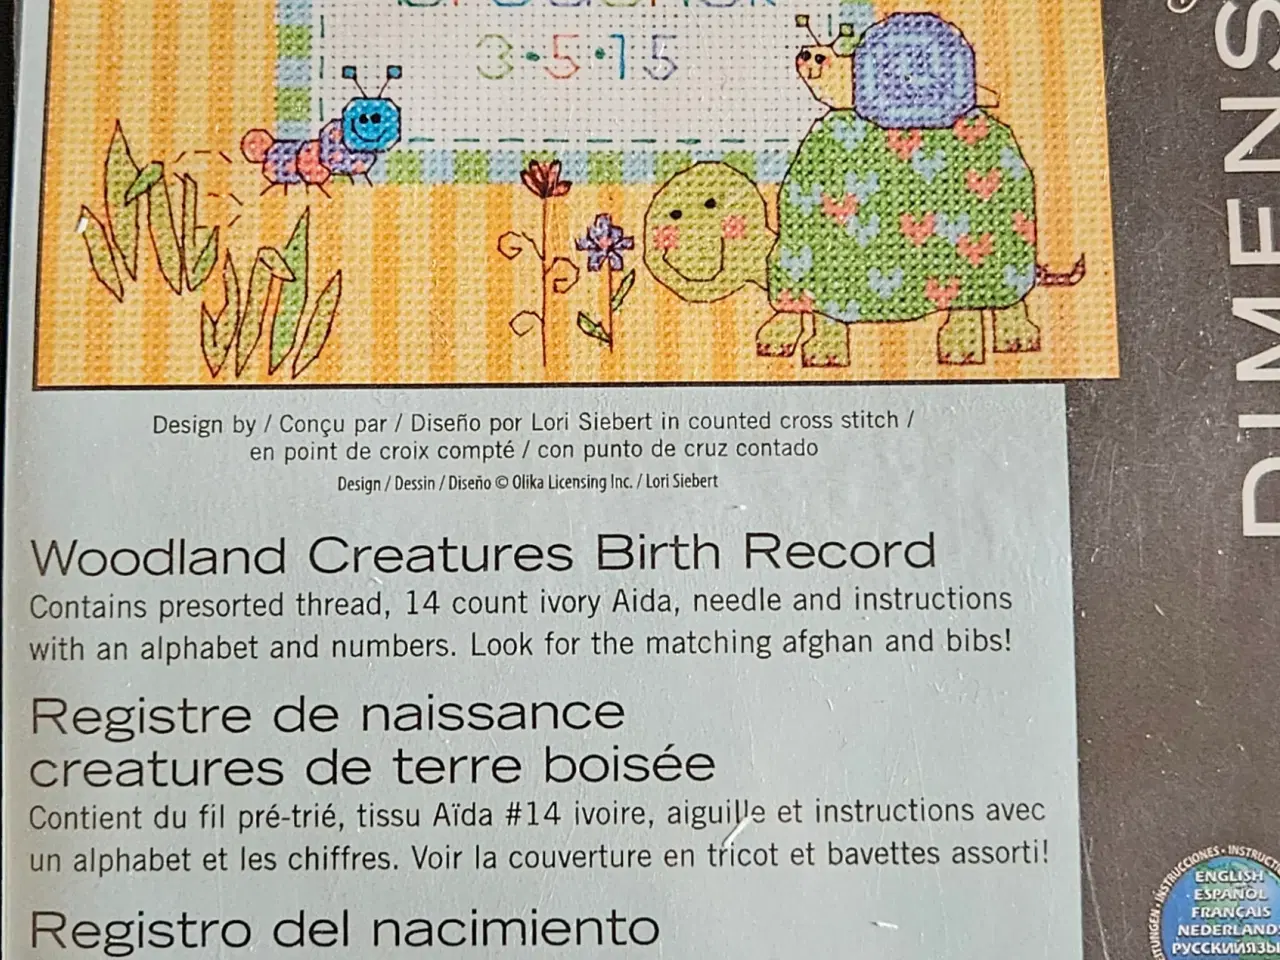 3•5•15
Design by / Conçu par / Diseño por Lori Siebert in counted cross stitch /
en point de croix compté / con punto de cruz contado
Design / Dessin / Diseño © Olika Licensing Inc. / Lori Siebert
Woodland Creatures Birth Record
Contains presorted thread, 14 count ivory Aida, needle and instructions
with an alphabet and numbers. Look for the matching afghan and bibs!
Registre de naissance
creatures de terre boisée
Contient du fil pré-trié, tissu Aïda #14 ivoire, aiguille et instructions avec
un alphabet et les chiffres. Voir la couverture en tricot et bavettes assorti!
Registro del nacimiento
DIMENS
INSTRUCCIONES • INSTRUCTI
ENGLISH
ESPAÑOL
FRANÇAIS
NEDERLANDS
РУССКИЙЯЗЫ